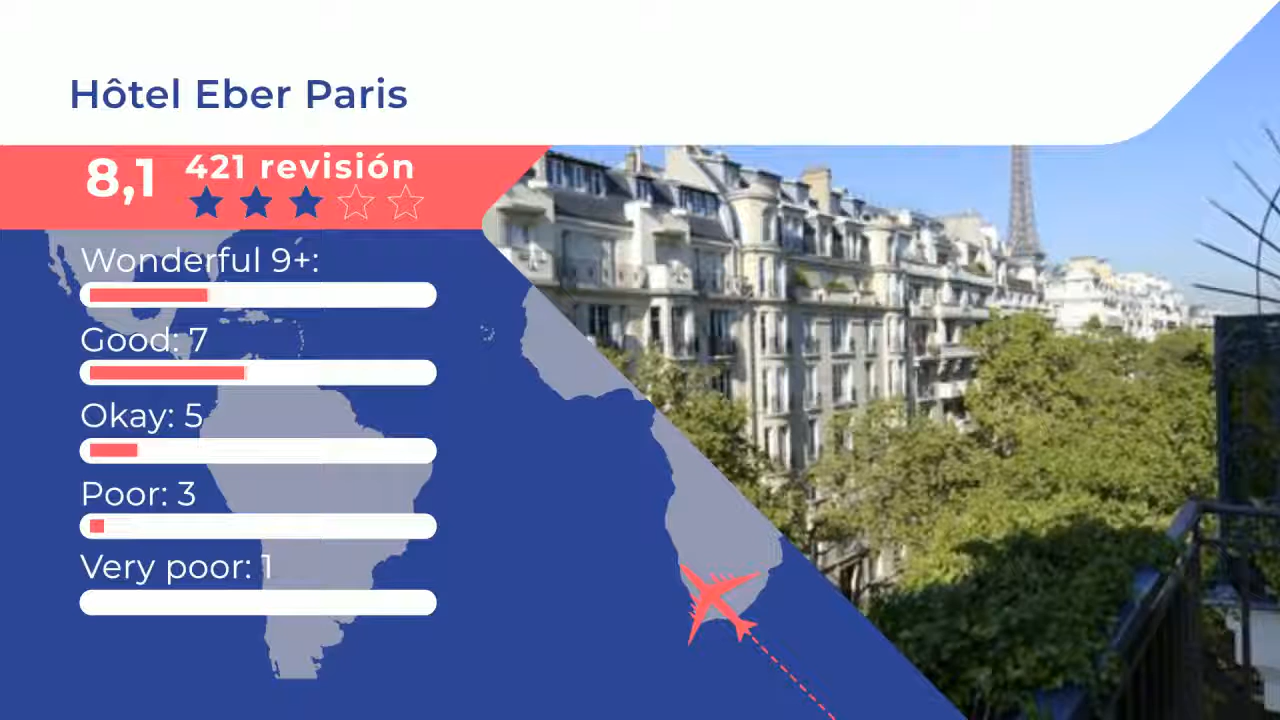 Hôtel Eber Paris
8,1
421 revisión
Wonderful 9+:
Good: 7
Okay: 5
Poor: 3
Very poor: 1